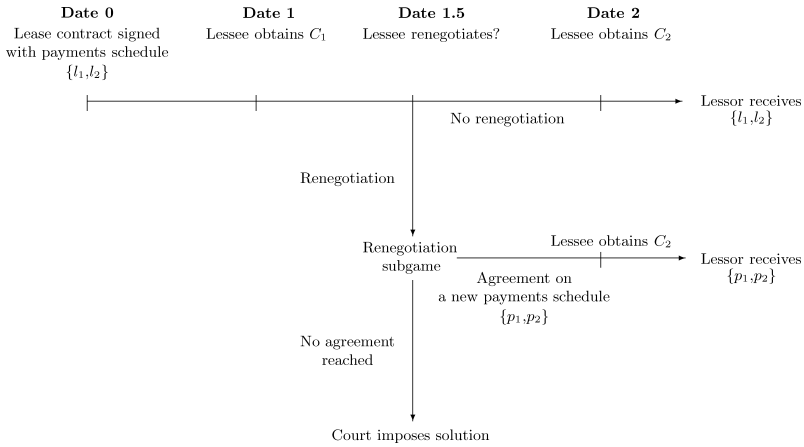 Date 0
Lease contract signed
with payments schedule
{l₁,l₂}
Date 1
Lessee obtains C₁
Date 1.5
Lessee renegotiates?
Date 2
Lessee obtains C₂
No renegotiation
Lessor receives
{l₁,l₂}
Renegotiation
Renegotiation
subgame
Lessee obtains C₂
Agreement on
a new payments schedule
{p₁,p₂}
Lessor receives
{p₁,p₂}
No agreement
reached
Court imposes solution